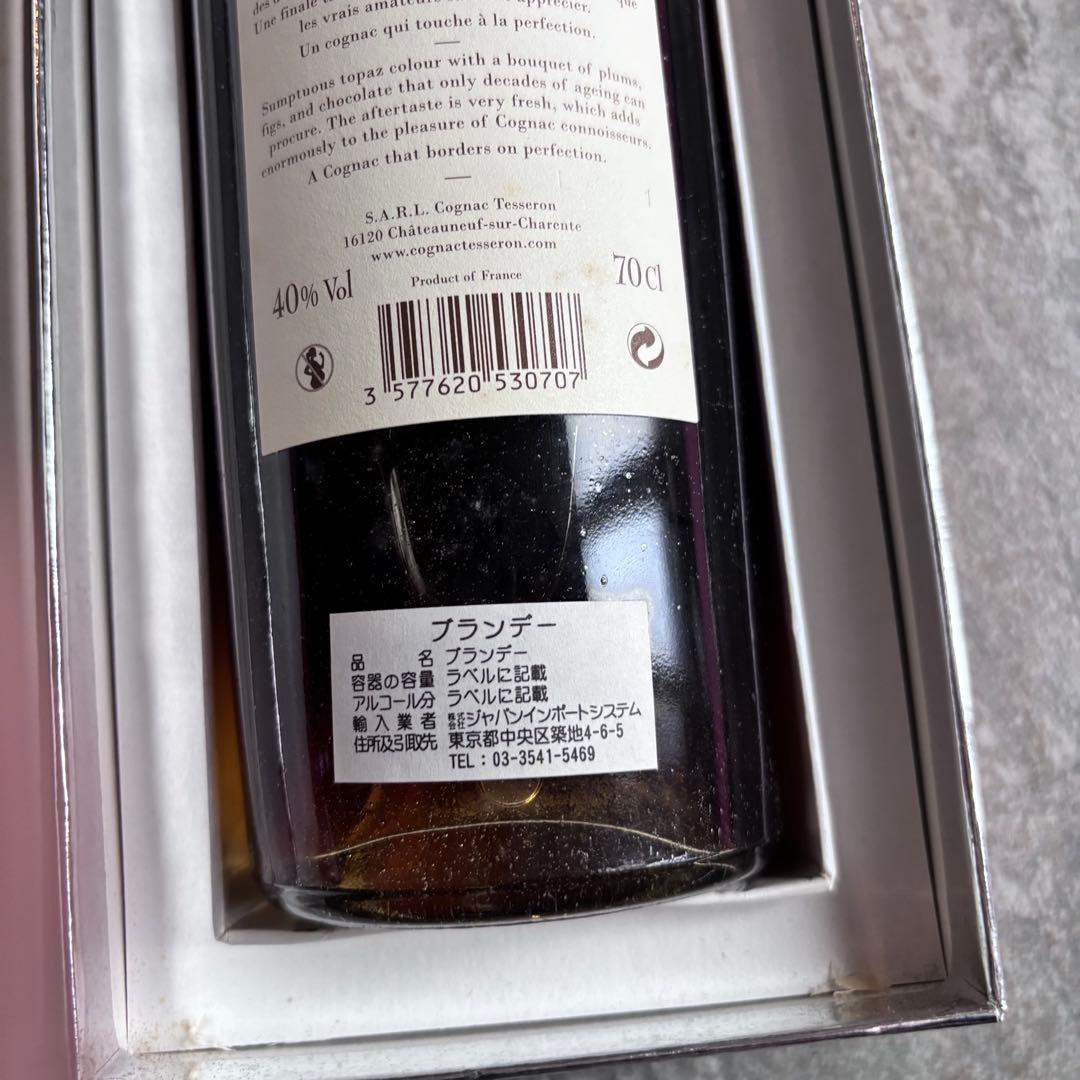 Une finale
que
les vrais amateurs
apprécier.
Un cognac qui touche à la perfection.
Sumptuous topaz colour with a bouquet of plums,
figs, and chocolate that only decades of ageing can
procure. The aftertaste is very fresh, which adds
enormously to the pleasure of Cognac connoisseurs.
A Cognac that borders on perfection.
S.A.R.L. Cognac Tesseron
16120 Châteauneuf-sur-Charente
www.cognactesseron.com
40% Vol
Product of France
70Cl
3 577620 530707
ブランデー
品名 ブランデー
容器の容量 ラベルに記載
アルコール分 ラベルに記載
輸入業者 株式会社ジャパンインポートシステム
住所及引取先 東京都中央区築地4-6-5
TEL：03-3541-5469